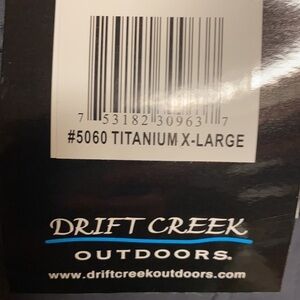 7 53182 30963 7
#5060 TITANIUM X-LARGE
DRIFT CREEK
OUTDOORS®
www.driftcreekoutdoors.com